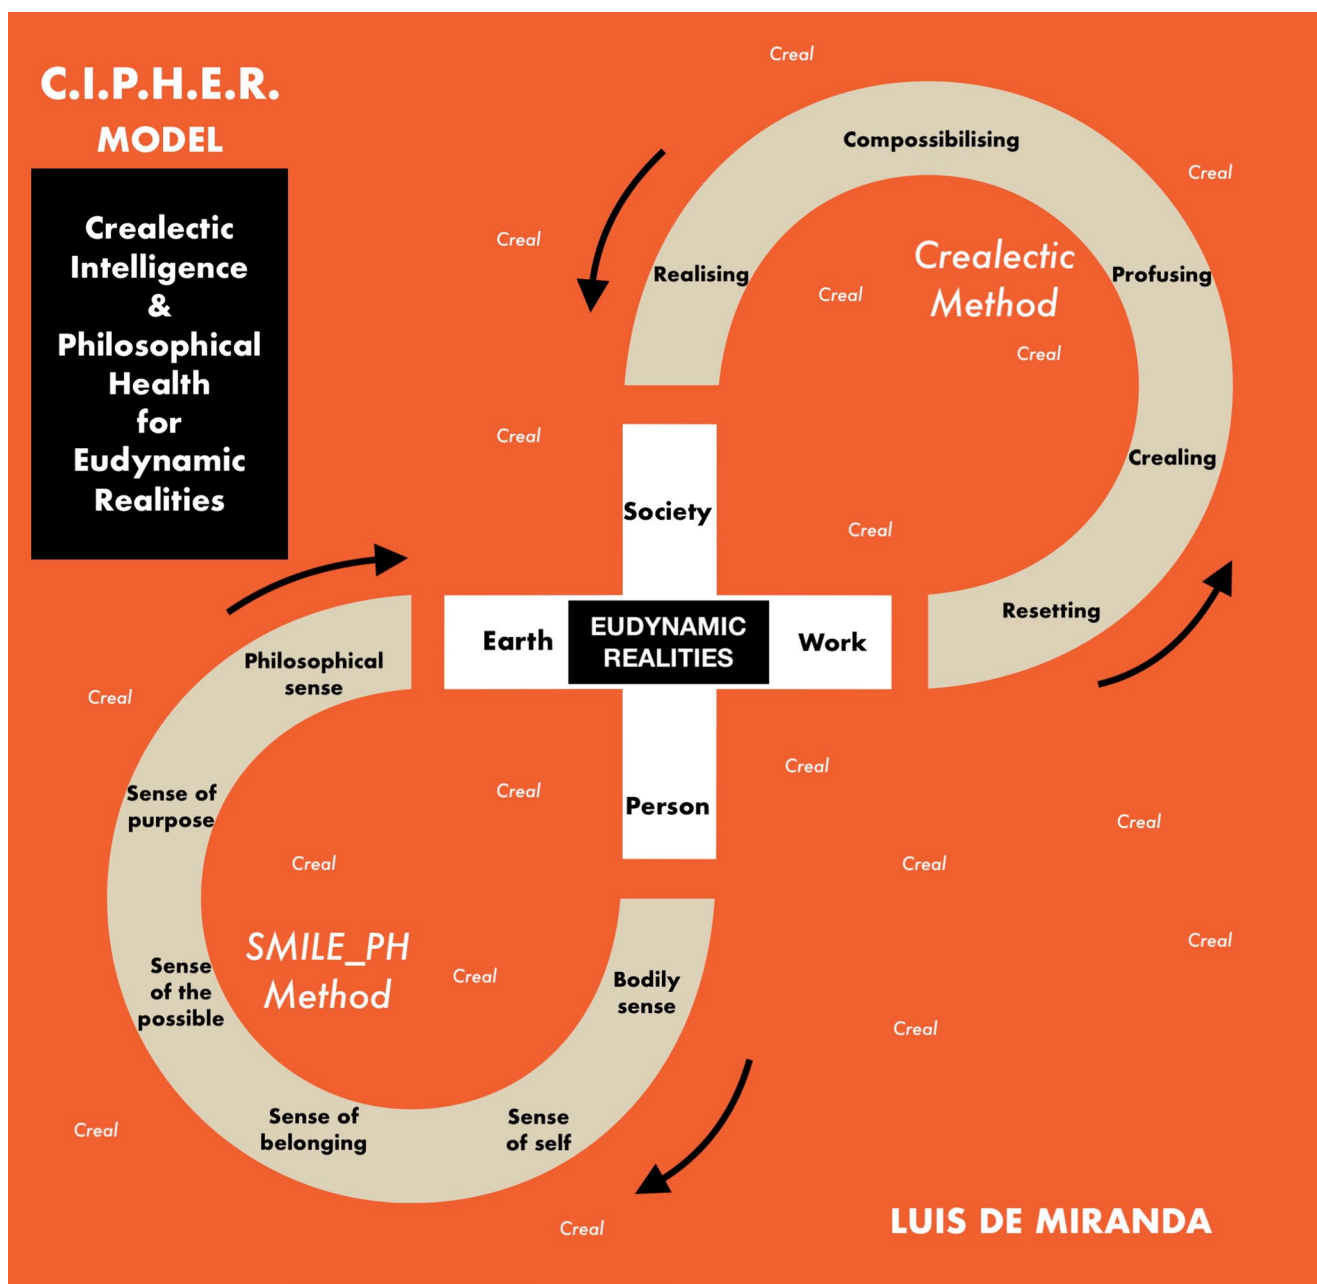 C.I.P.H.E.R.
MODEL
Crealectic
Intelligence
&
Philosophical
Health
for
Eudynamic
Realities
Creal
Compossibilising
Creal
Creal
Crealectic
Method
Realising
Profusing
Creal
Creal
Creal
Crealing
Society
Creal
Resetting
Earth
EUDYNAMIC
REALITIES
Work
Philosophical
sense
Creal
Creal
Creal
Sense of
purpose
Person
Creal
Creal
Creal
SMILE_PH
Method
Creal
Sense
of the
possible
Creal
Bodily
sense
Creal
Sense of
belonging
Sense
of self
Creal
Creal
LUIS DE MIRANDA